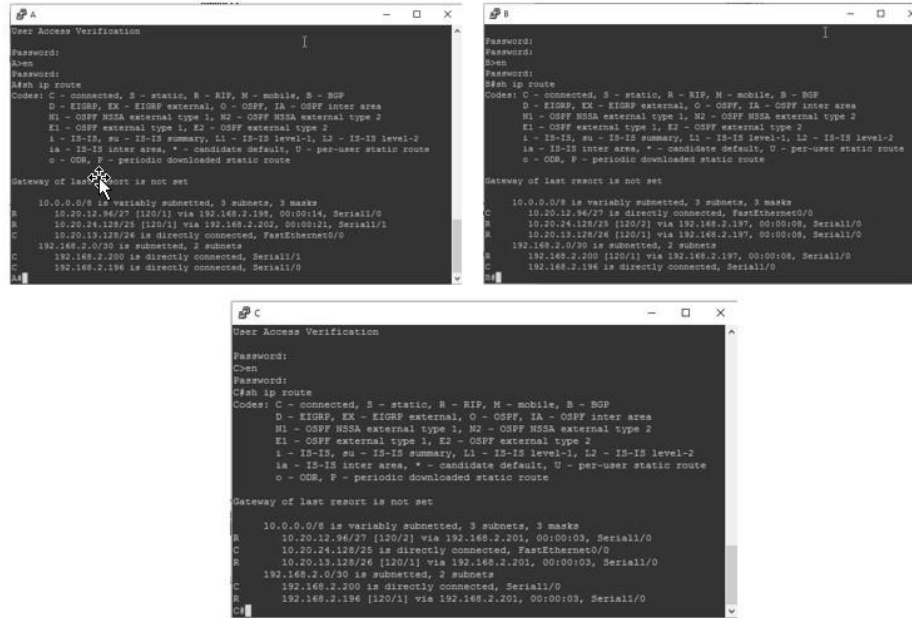 A
User Access Verification
Password:
A>en
Password:
A#sh ip route
Codes: C - connected, S - static, R - RIP, M - mobile, B - BGP
D - EIGRP, EX - EIGRP external, O - OSPF, IA - OSPF inter area
N1 - OSPF NSSA external type 1, N2 - OSPF NSSA external type 2
E1 - OSPF external type 1, E2 - OSPF external type 2
i - IS-IS, su - IS-IS summary, L1 - IS-IS level-1, L2 - IS-IS level-2
ia - IS-IS inter area, * - candidate default, U - per-user static route
o - ODR, P - periodic downloaded static route
Gateway of last resort is not set
10.0.0.0/8 is variably subnetted, 3 subnets, 3 masks
R 10.20.12.96/27 [120/1] via 192.168.2.198, 00:00:14, Serial1/0
R 10.20.24.128/25 [120/1] via 192.168.2.202, 00:00:21, Serial1/1
C 10.20.13.128/26 is directly connected, FastEthernet0/0
192.168.2.0/30 is subnetted, 2 subnets
C 192.168.2.200 is directly connected, Serial1/1
C 192.168.2.196 is directly connected, Serial1/0
A#
B
Password:
Password:
B>en
Password:
B#sh ip route
Codes: C - connected, S - static, R - RIP, M - mobile, B - BGP
D - EIGRP, EX - EIGRP external, O - OSPF, IA - OSPF inter area
N1 - OSPF NSSA external type 1, N2 - OSPF NSSA external type 2
E1 - OSPF external type 1, E2 - OSPF external type 2
i - IS-IS, su - IS-IS summary, L1 - IS-IS level-1, L2 - IS-IS level-2
ia - IS-IS inter area, * - candidate default, U - per-user static route
o - ODR, P - periodic downloaded static route
Gateway of last resort is not set
10.0.0.0/8 is variably subnetted, 3 subnets, 3 masks
C 10.20.12.96/27 is directly connected, FastEthernet0/0
R 10.20.24.128/25 [120/2] via 192.168.2.197, 00:00:08, Serial1/0
R 10.20.13.128/26 [120/1] via 192.168.2.197, 00:00:08, Serial1/0
192.168.2.0/30 is subnetted, 2 subnets
R 192.168.2.200 [120/1] via 192.168.2.197, 00:00:08, Serial1/0
C 192.168.2.196 is directly connected, Serial1/0
B#
C
User Access Verification
Password:
C>en
Password:
C#sh ip route
Codes: C - connected, S - static, R - RIP, M - mobile, B - BGP
D - EIGRP, EX - EIGRP external, O - OSPF, IA - OSPF inter area
N1 - OSPF NSSA external type 1, N2 - OSPF NSSA external type 2
E1 - OSPF external type 1, E2 - OSPF external type 2
i - IS-IS, su - IS-IS summary, L1 - IS-IS level-1, L2 - IS-IS level-2
ia - IS-IS inter area, * - candidate default, U - per-user static route
o - ODR, P - periodic downloaded static route
Gateway of last resort is not set
10.0.0.0/8 is variably subnetted, 3 subnets, 3 masks
R 10.20.12.96/27 [120/2] via 192.168.2.201, 00:00:03, Serial1/0
C 10.20.24.128/25 is directly connected, FastEthernet0/0
R 10.20.13.128/26 [120/1] via 192.168.2.201, 00:00:03, Serial1/0
192.168.2.0/30 is subnetted, 2 subnets
C 192.168.2.200 is directly connected, Serial1/0
R 192.168.2.196 [120/1] via 192.168.2.201, 00:00:03, Serial1/0
C#